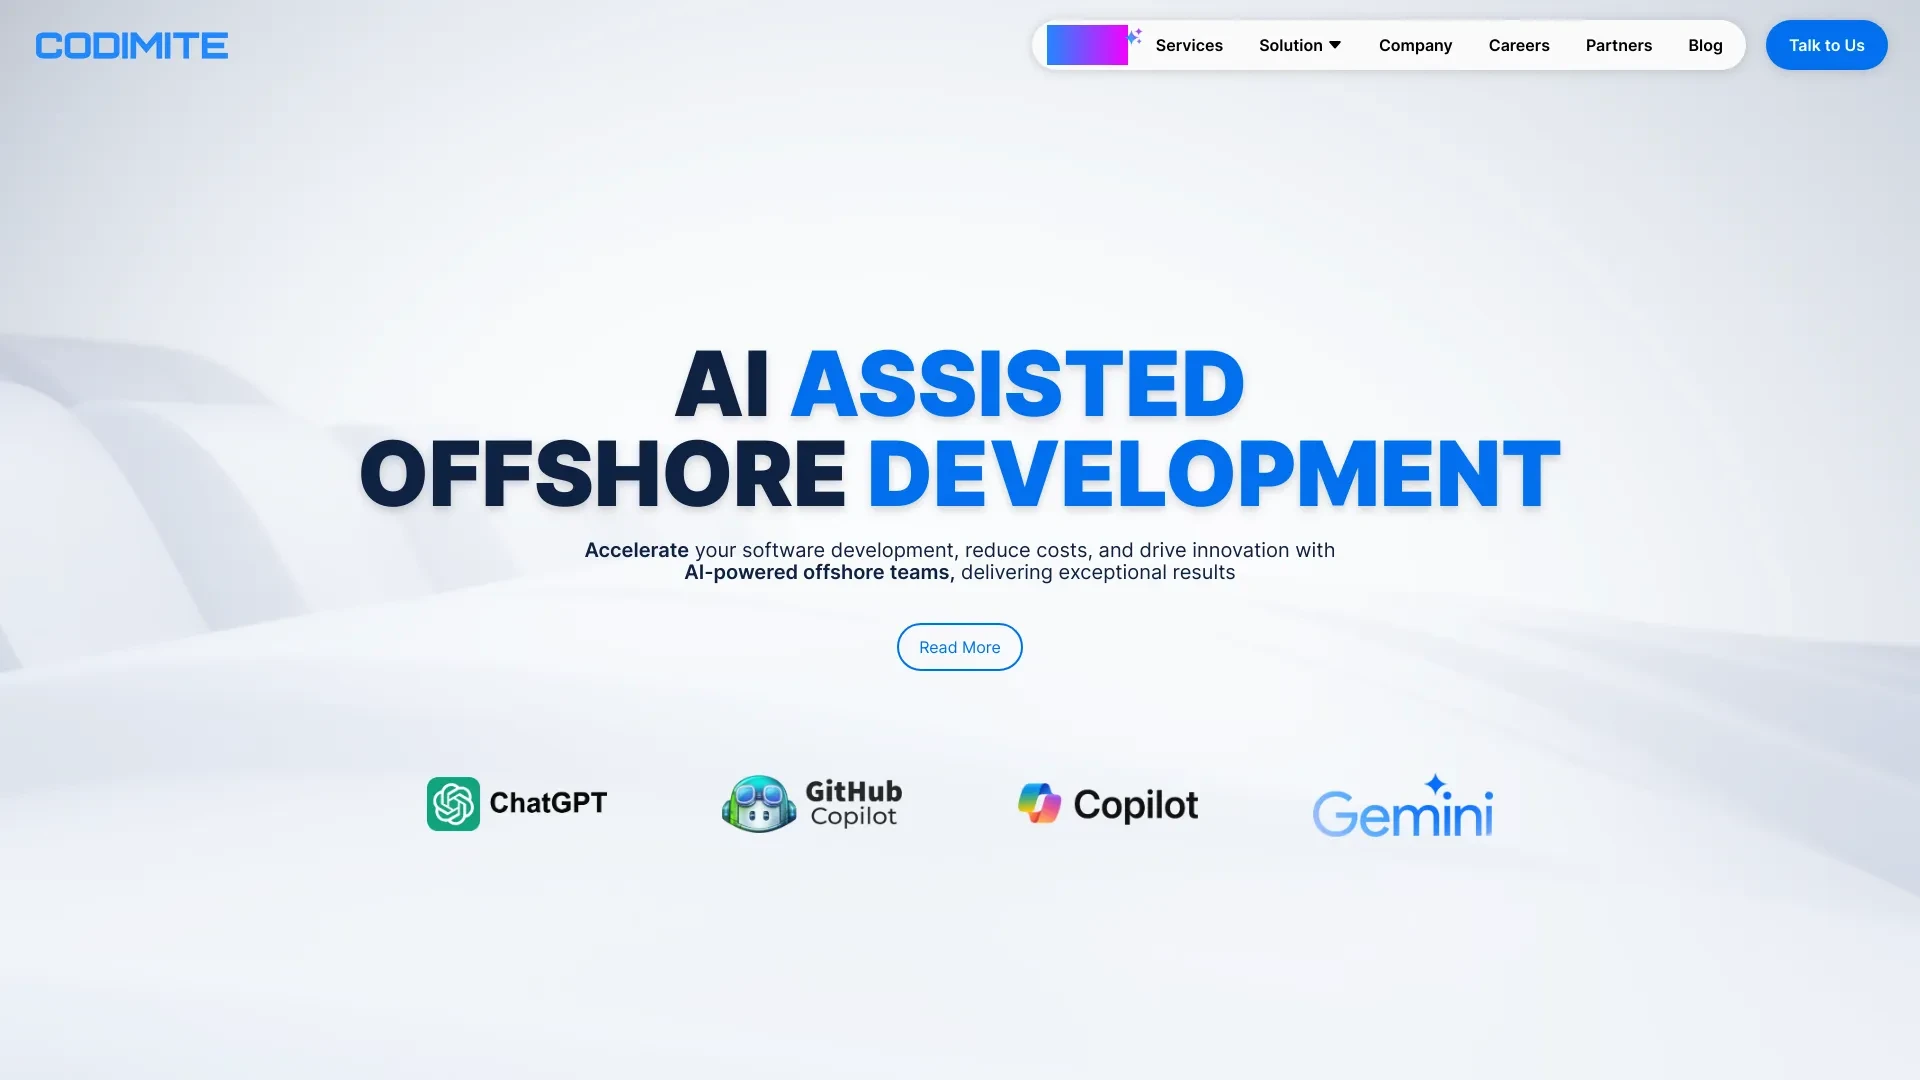 CODIMITE
Services
Solution
Company
Careers
Partners
Blog
Talk to Us
AI ASSISTED
OFFSHORE DEVELOPMENT
Accelerate your software development, reduce costs, and drive innovation with
AI-powered offshore teams, delivering exceptional results
Read More
ChatGPT
GitHub
Copilot
Copilot
Gemini